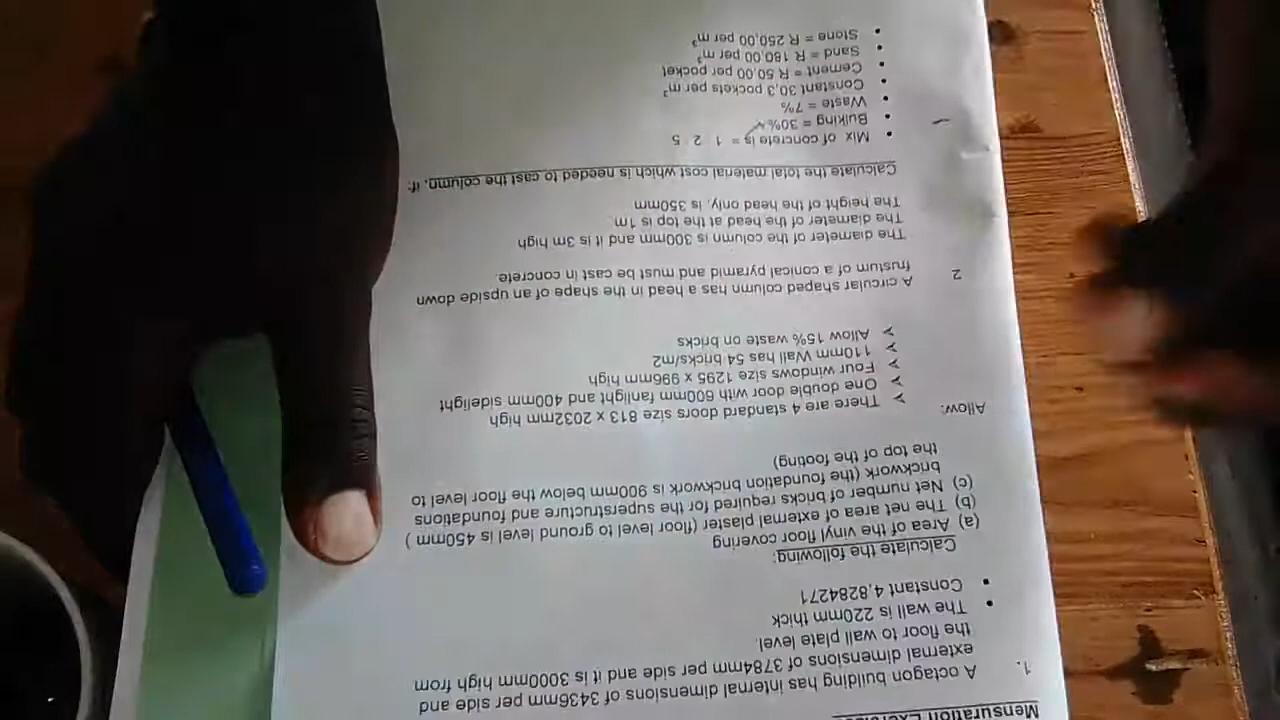 Mensuration Exercise
1. A octagon building has internal dimensions of 3436mm per side and
external dimensions of 3784mm per side and it is 3000mm high from
the floor to wall plate level.
• The wall is 220mm thick
• Constant 4,8284271
Calculate the following:
(a) Area of the vinyl floor covering
(b) The net area of external plaster (floor level to ground level is 450mm )
(c) Net number of bricks required for the superstructure and foundations
brickwork (the foundation brickwork is 900mm below the floor level to
the top of the footing)
Allow:
➢ There are 4 standard doors size 813 x 2032mm high
➢ One double door with 600mm fanlight and 400mm sidelight
➢ Four windows size 1295 x 996mm high
➢ 110mm Wall has 54 bricks/m2
➢ Allow 15% waste on bricks
2 A circular shaped column has a head in the shape of an upside down
frustum of a conical pyramid and must be cast in concrete.
The diameter of the column is 300mm and it is 3m high
The diameter of the head at the top is 1m
The height of the head only, is 350mm
Calculate the total material cost which is needed to cast the column, if:
• Mix of concrete is = 1 2 5
• Bulking = 30%
• Waste = 7%
• Constant 30,3 pockets per m³
• Cement = R 50,00 per pocket
• Sand = R 180,00 per m³
• Stone = R 250,00 per m³